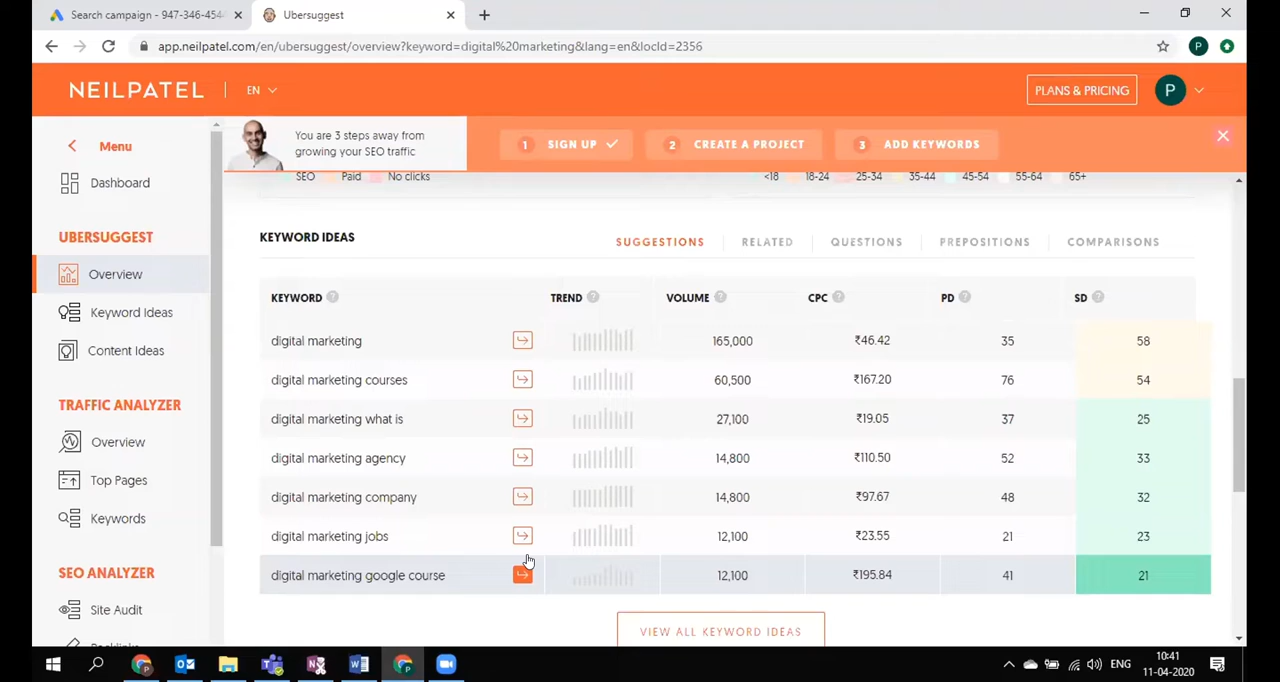 Search campaign - 947-346-454
Ubersuggest
app.neilpatel.com/en/ubersuggest/overview?keyword=digital%20marketing&lang=en&locId=2356
P
NEILPATEL
EN
PLANS & PRICING
P
Menu
Dashboard
UBERSUGGEST
Overview
Keyword Ideas
Content Ideas
TRAFFIC ANALYZER
Overview
Top Pages
Keywords
SEO ANALYZER
Site Audit
You are 3 steps away from
growing your SEO traffic
1 SIGN UP
2 CREATE A PROJECT
3 ADD KEYWORDS
SEO Paid No clicks
<18 18-24 25-34 35-44 45-54 55-64 65+
KEYWORD IDEAS
SUGGESTIONS RELATED QUESTIONS PREPOSITIONS COMPARISONS
KEYWORD ? TREND ? VOLUME ? CPC ? PD ? SD ?
digital marketing 165,000 ₹46.42 35 58
digital marketing courses 60,500 ₹167.20 76 54
digital marketing what is 27,100 ₹19.05 37 25
digital marketing agency 14,800 ₹110.50 52 33
digital marketing company 14,800 ₹97.67 48 32
digital marketing jobs 12,100 ₹23.55 21 23
digital marketing google course 12,100 ₹195.84 41 21
VIEW ALL KEYWORD IDEAS
ENG
10:41
11-04-2020